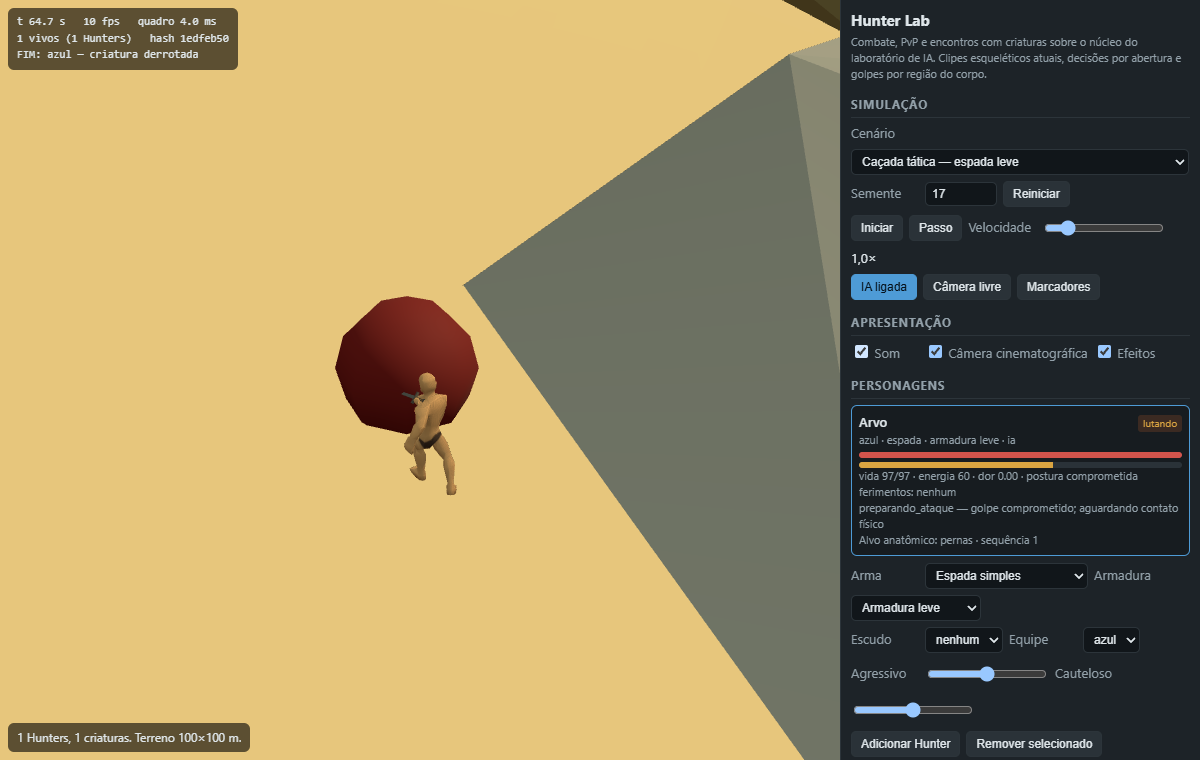 t 64.7 s   10 fps   quadro 4.0 ms
1 vivos (1 Hunters)   hash 1edfeb50
FIM: azul — criatura derrotada
1 Hunters, 1 criaturas. Terreno 100×100 m.
Hunter Lab
Combate, PvP e encontros com criaturas sobre o núcleo do
laboratório de IA. Clipes esqueléticos atuais, decisões por abertura e
golpes por região do corpo.
SIMULAÇÃO
Cenário
Caçada tática — espada leve
Semente 17 Reiniciar
Iniciar Passo Velocidade
1,0×
IA ligada Câmera livre Marcadores
APRESENTAÇÃO
Som Câmera cinematográfica Efeitos
PERSONAGENS
Arvo lutando
azul · espada · armadura leve · ia
vida 97/97 · energia 60 · dor 0.00 · postura comprometida
ferimentos: nenhum
preparando_ataque — golpe comprometido; aguardando contato
físico
Alvo anatômico: pernas · sequência 1
Arma Espada simples Armadura
Armadura leve
Escudo nenhum Equipe azul
Agressivo Cauteloso
Adicionar Hunter Remover selecionado